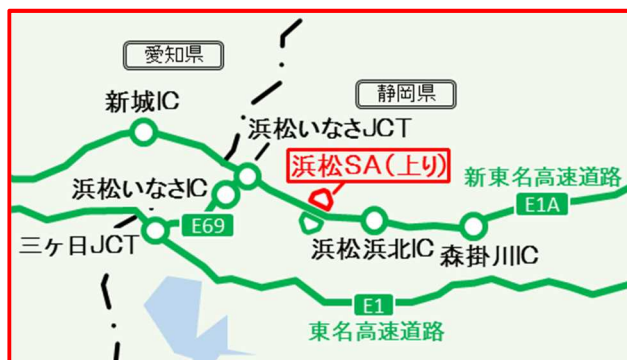 愛知県
静岡県
新城IC
浜松いなさJCT
浜松SA(上り)
新東名高速道路
浜松いなさIC
E1A
E69
三ヶ日JCT
浜松浜北IC
森掛川IC
E1
東名高速道路